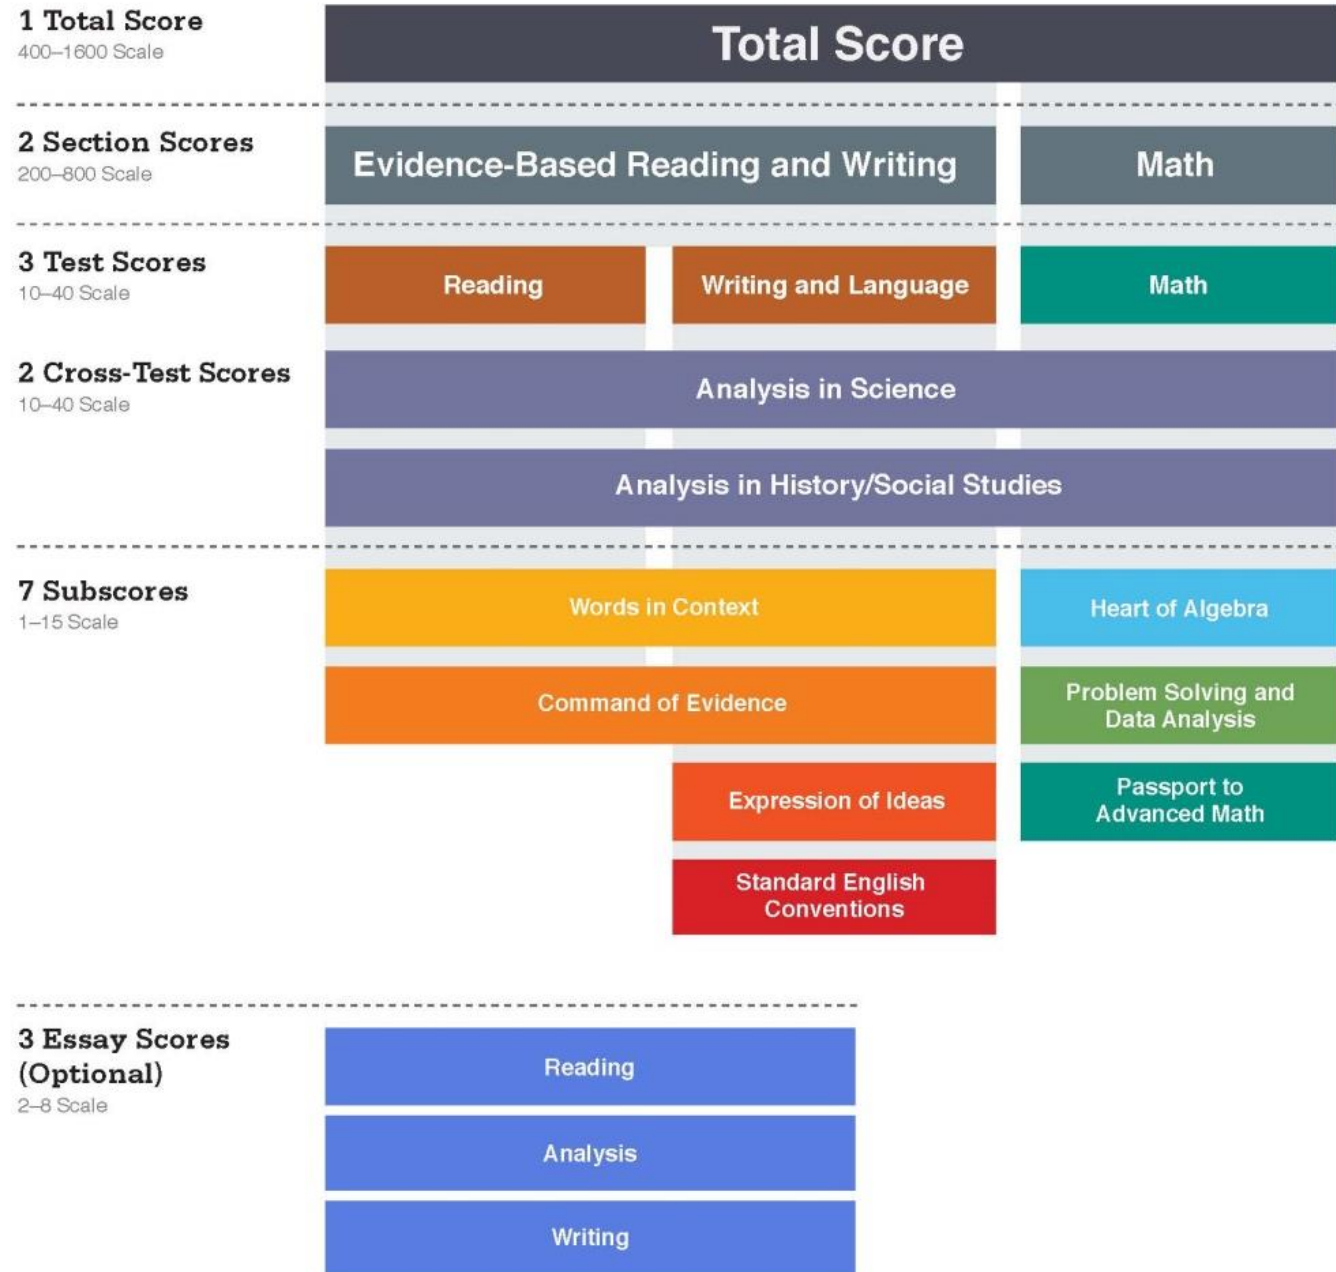 1 Total Score
400–1600 Scale
Total Score
2 Section Scores
200–800 Scale
Evidence-Based Reading and Writing
Math
3 Test Scores
10–40 Scale
Reading
Writing and Language
Math
2 Cross-Test Scores
10–40 Scale
Analysis in Science
Analysis in History/Social Studies
7 Subscores
1–15 Scale
Words in Context
Heart of Algebra
Command of Evidence
Problem Solving and
Data Analysis
Expression of Ideas
Passport to
Advanced Math
Standard English
Conventions
3 Essay Scores
(Optional)
2–8 Scale
Reading
Analysis
Writing